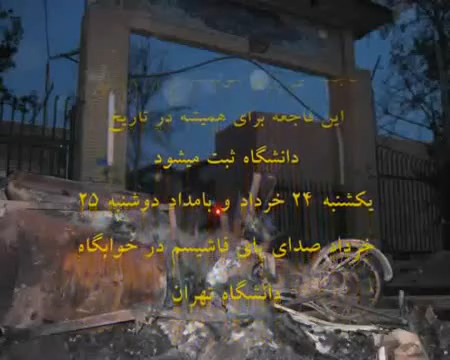 این فاجعه برای همیشه در تاریخ
دانشگاه ثبت میشود
یکشنبه ۲۴ خرداد و بامداد دوشنبه ۲۵
خرداد صدای پای فاشیسم در خوابگاه
دانشگاه تهران